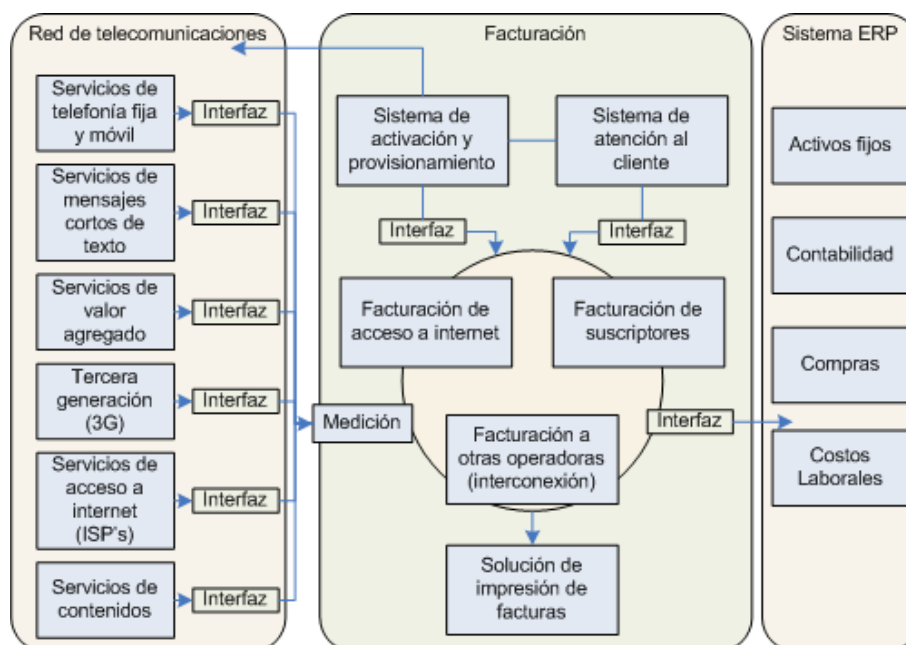 Red de telecomunicaciones
Servicios de
telefonía fija
y móvil
Interfaz
Servicios de
mensajes
cortos de
texto
Interfaz
Servicios de
valor
agregado
Interfaz
Tercera
generación
(3G)
Interfaz
Servicios de
acceso a
internet
(ISP's)
Interfaz
Servicios de
contenidos
Interfaz
Facturación
Sistema de
activación y
provisionamiento
Sistema de
atención al
cliente
Interfaz
Interfaz
Facturación de
acceso a internet
Facturación de
suscriptores
Medición
Facturación a
otras operadoras
(interconexión)
Interfaz
Solución de
impresión de
facturas
Sistema ERP
Activos fijos
Contabilidad
Compras
Costos
Laborales